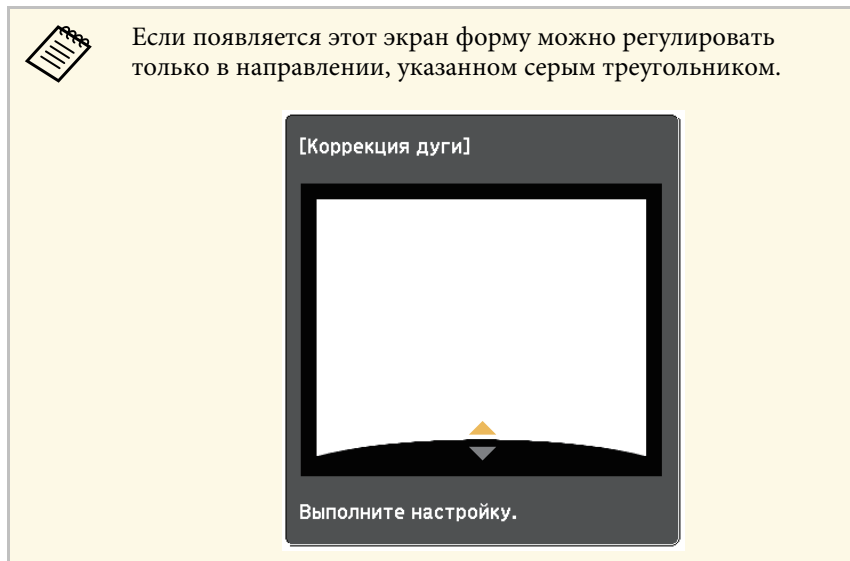 Если появляется этот экран форму можно регулировать
только в направлении, указанном серым треугольником.
[Коррекция дуги]
Выполните настройку.